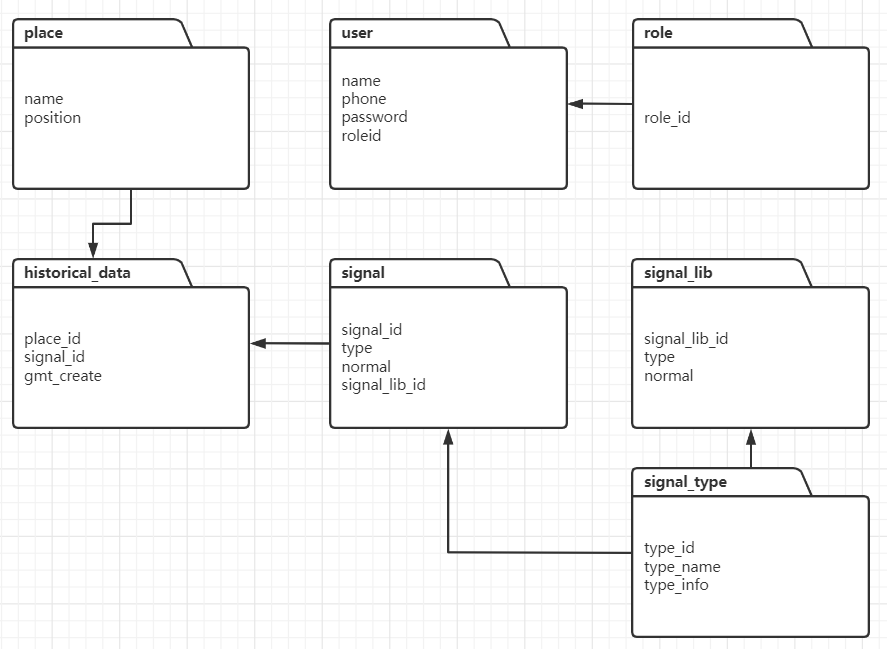 place
name
position
user
name
phone
password
roleid
role
role_id
historical_data
place_id
signal_id
gmt_create
signal
signal_id
type
normal
signal_lib_id
signal_lib
signal_lib_id
type
normal
signal_type
type_id
type_name
type_info